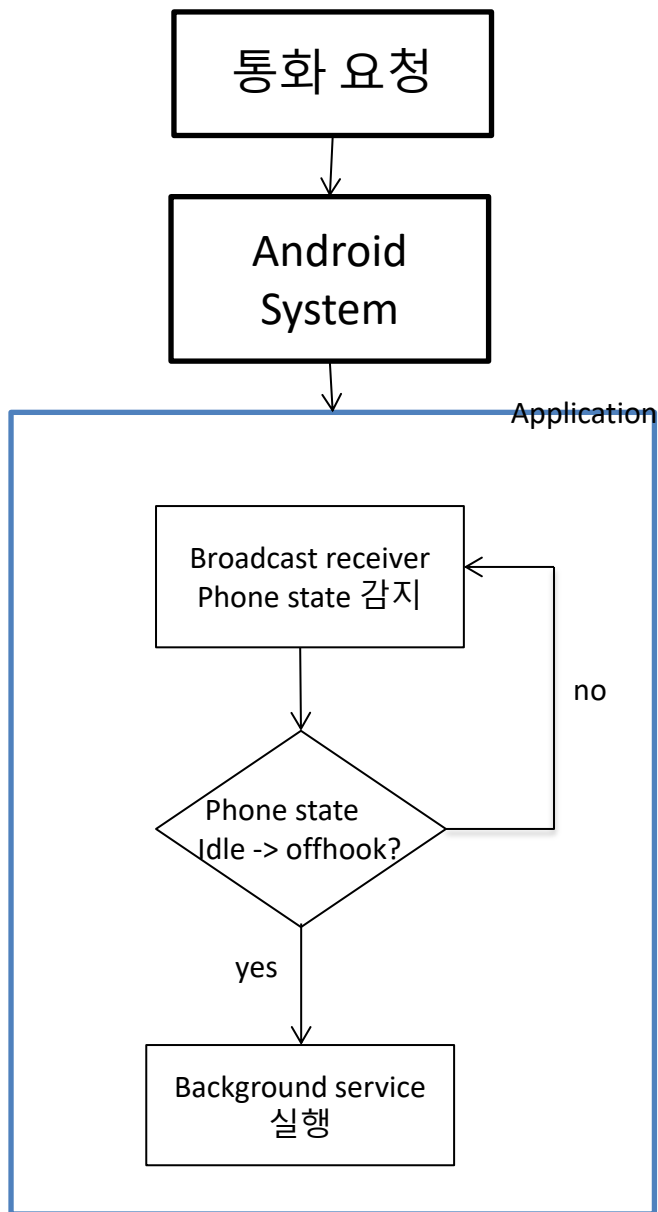 통화 요청
Android
System
Application
Broadcast receiver
Phone state 감지
no
Phone state
Idle -> offhook?
yes
Background service
실행